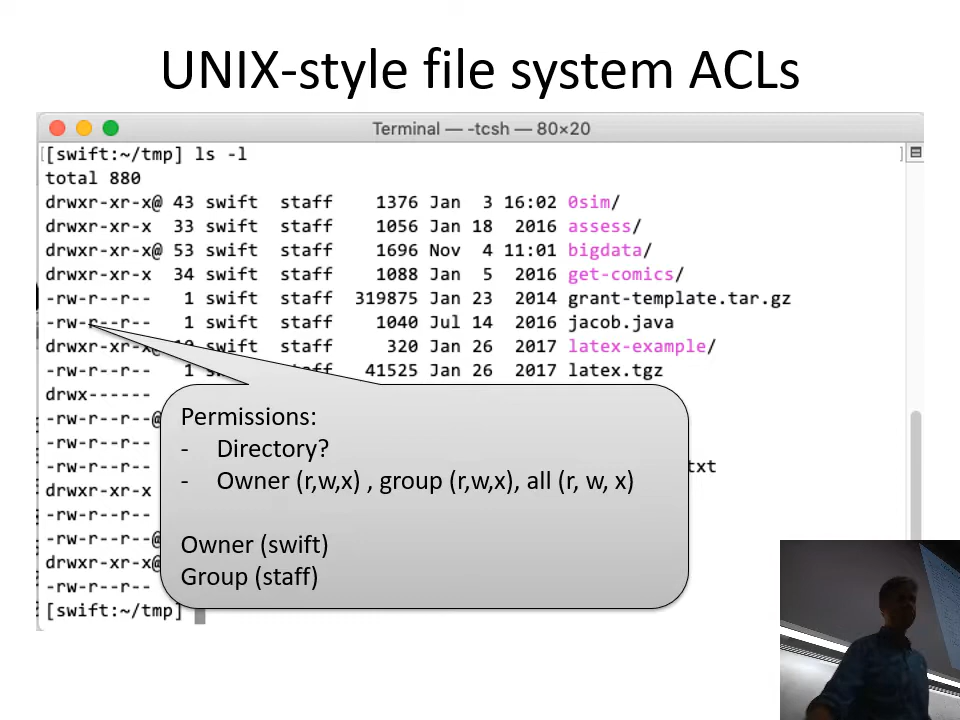 UNIX-style file system ACLs
Terminal — -tcsh — 80×20
[[swift:~/tmp] ls -l ]
total 880
drwxr-xr-x@ 43 swift staff 1376 Jan 3 16:02 0sim/
drwxr-xr-x 33 swift staff 1056 Jan 18 2016 assess/
drwxr-xr-x@ 53 swift staff 1696 Nov 4 11:01 bigdata/
drwxr-xr-x 34 swift staff 1088 Jan 5 2016 get-comics/
-rw-r--r-- 1 swift staff 319875 Jan 23 2014 grant-template.tar.gz
-rw-r--r-- 1 swift staff 1040 Jul 14 2016 jacob.java
drwxr-xr-x 10 swift staff 320 Jan 26 2017 latex-example/
-rw-r--r-- 1 41525 Jan 26 2017 latex.tgz
drwx------
-rw-r--r--@
-rw-r--r--
-rw-r--r-- txt
drwxr-xr-x
-rw-r--r--
-rw-r--r--@
drwxr-xr-x@
-rw-r--r--
[swift:~/tmp]
Permissions:
- Directory?
- Owner (r,w,x) , group (r,w,x), all (r, w, x)
Owner (swift)
Group (staff)